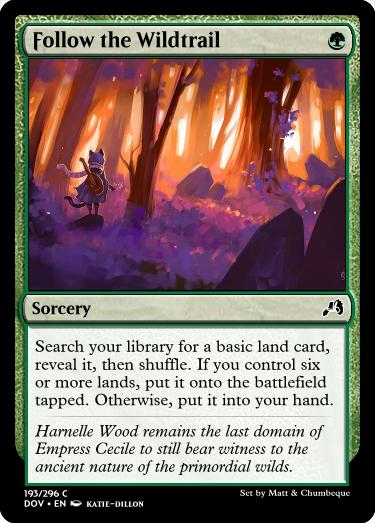 Follow the Wildtrail
Sorcery
Search your library for a basic land card,
reveal it, then shuffle. If you control six
or more lands, put it onto the battlefield
tapped. Otherwise, put it into your hand.
Harnelle Wood remains the last domain of
Empress Cecile to still bear witness to the
ancient nature of the primordial wilds.
193/296 C
DOV • EN KATIE-DILLON
Set by Matt & Chumbeque